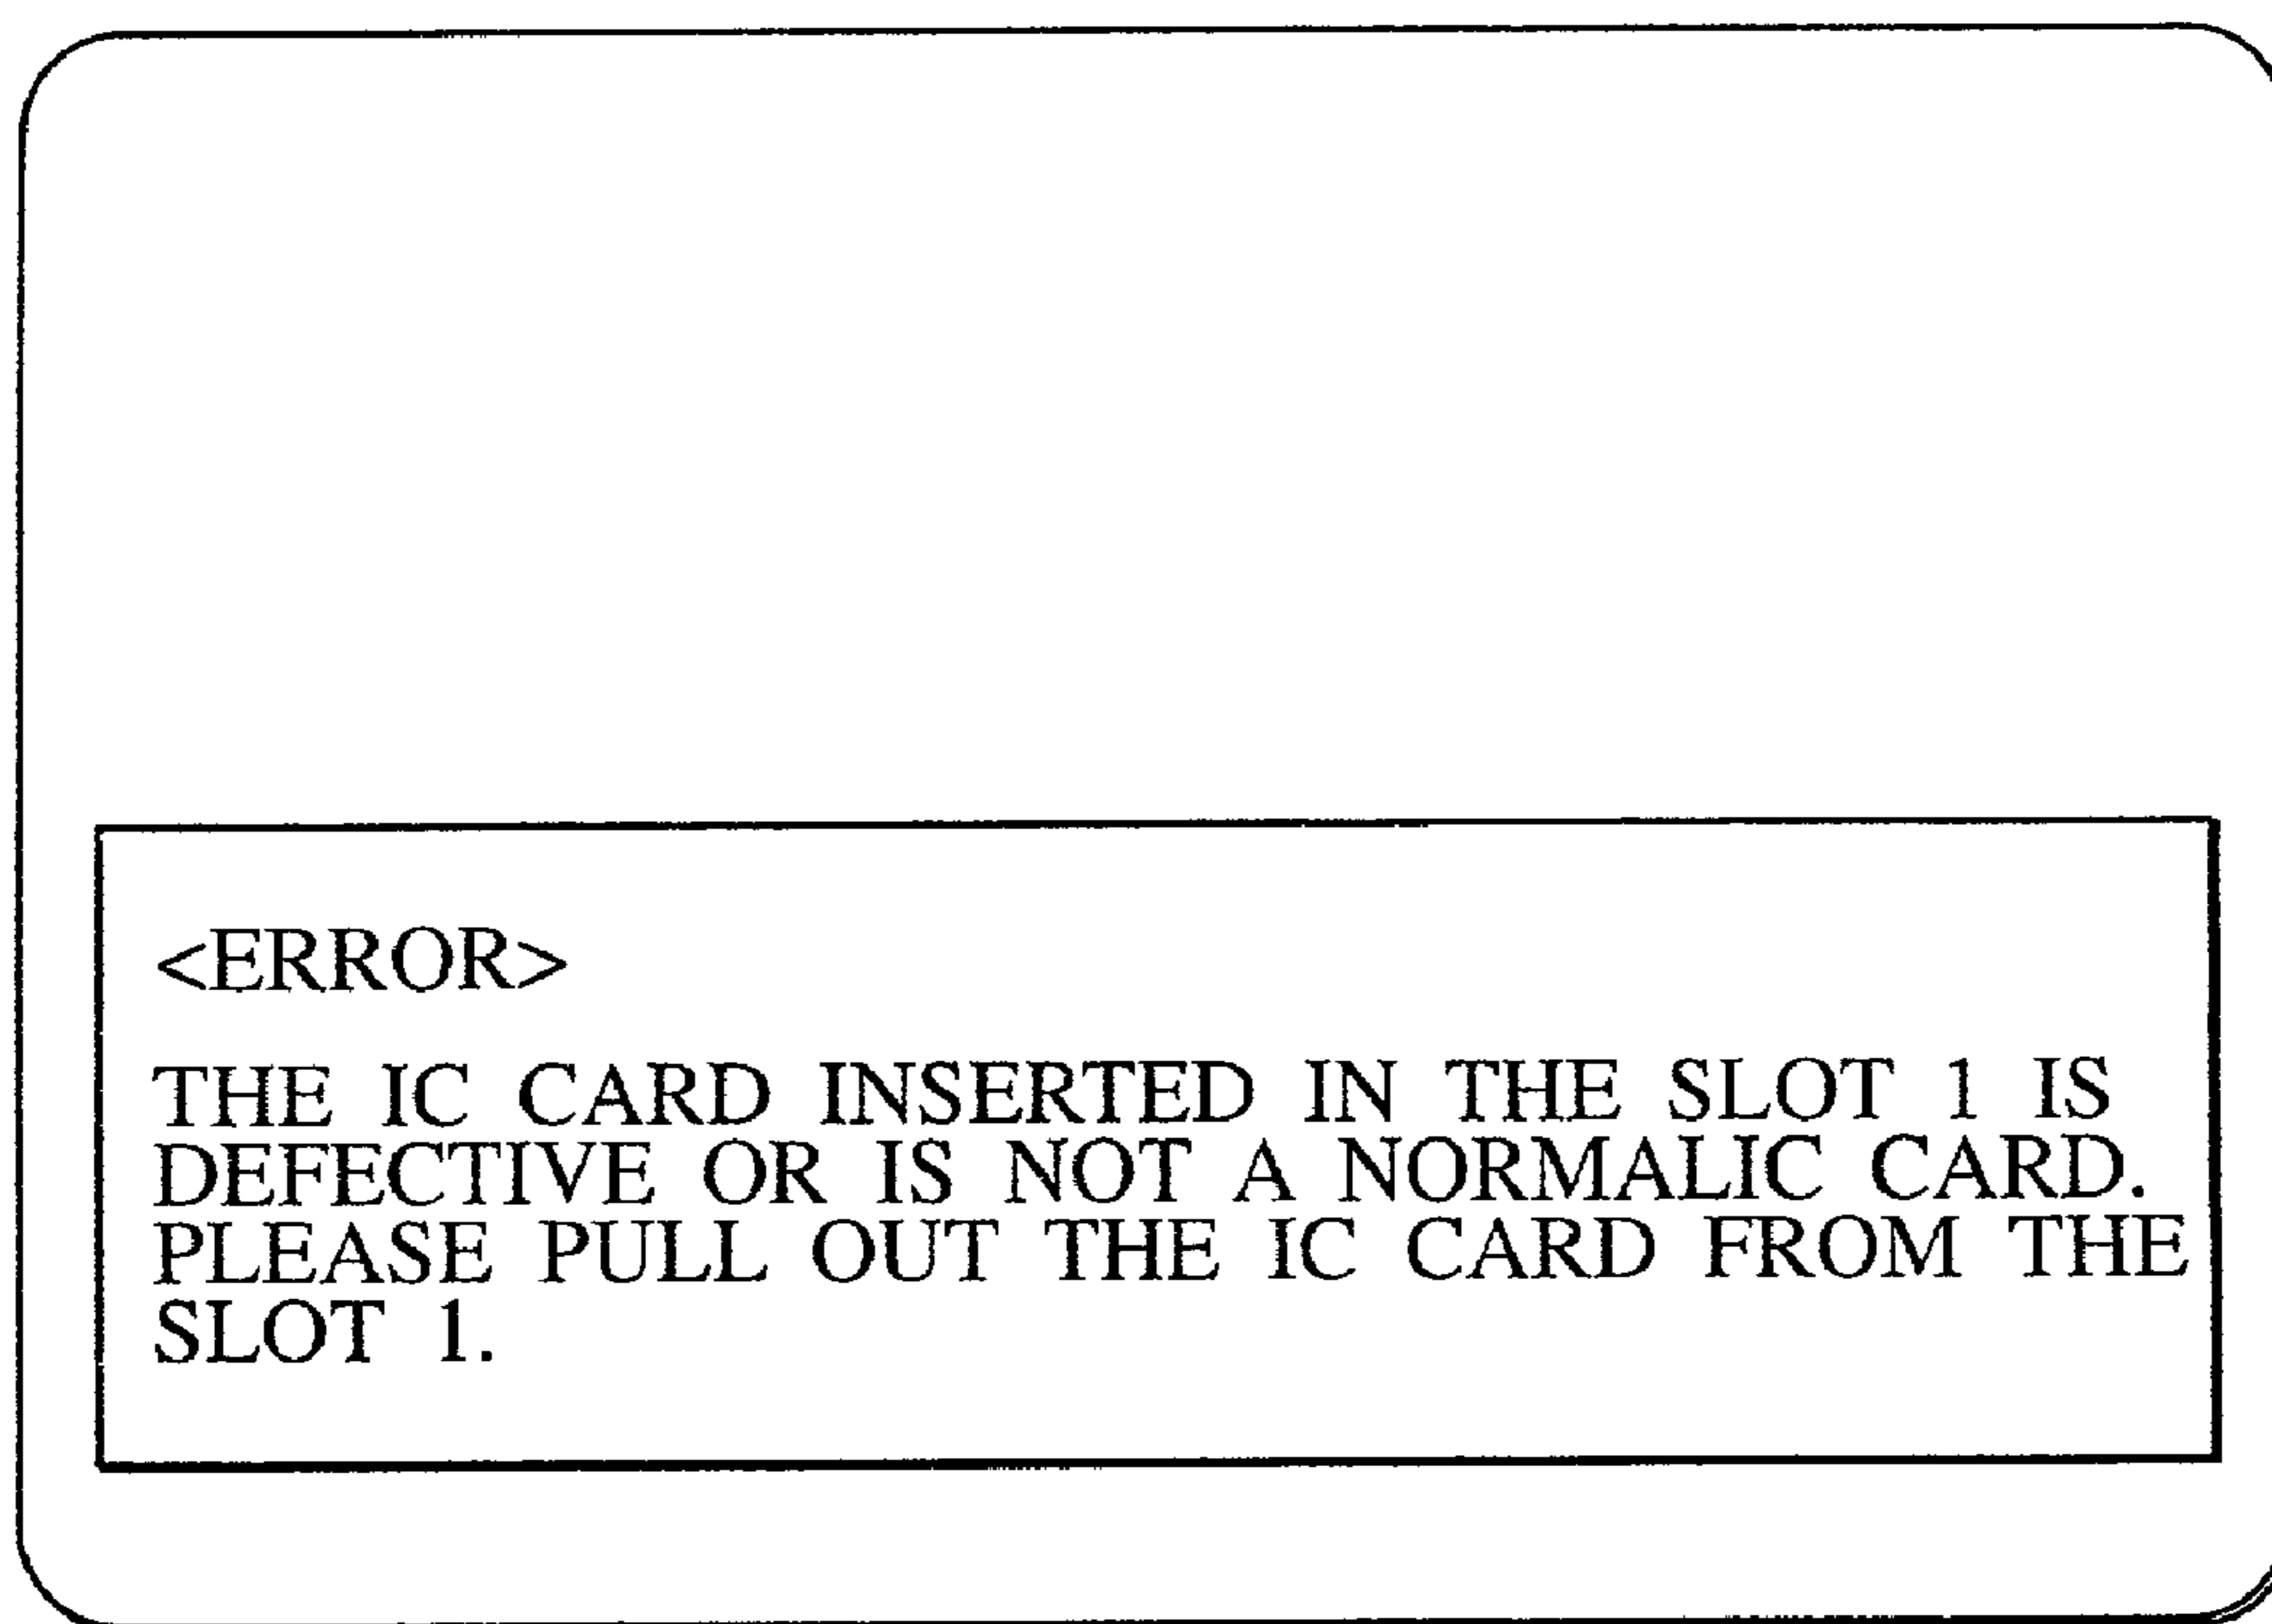 <ERROR>
THE IC CARD INSERTED IN THE SLOT 1 IS
DEFECTIVE OR IS NOT A NORMALIC CARD.
PLEASE PULL OUT THE IC CARD FROM THE
SLOT 1.